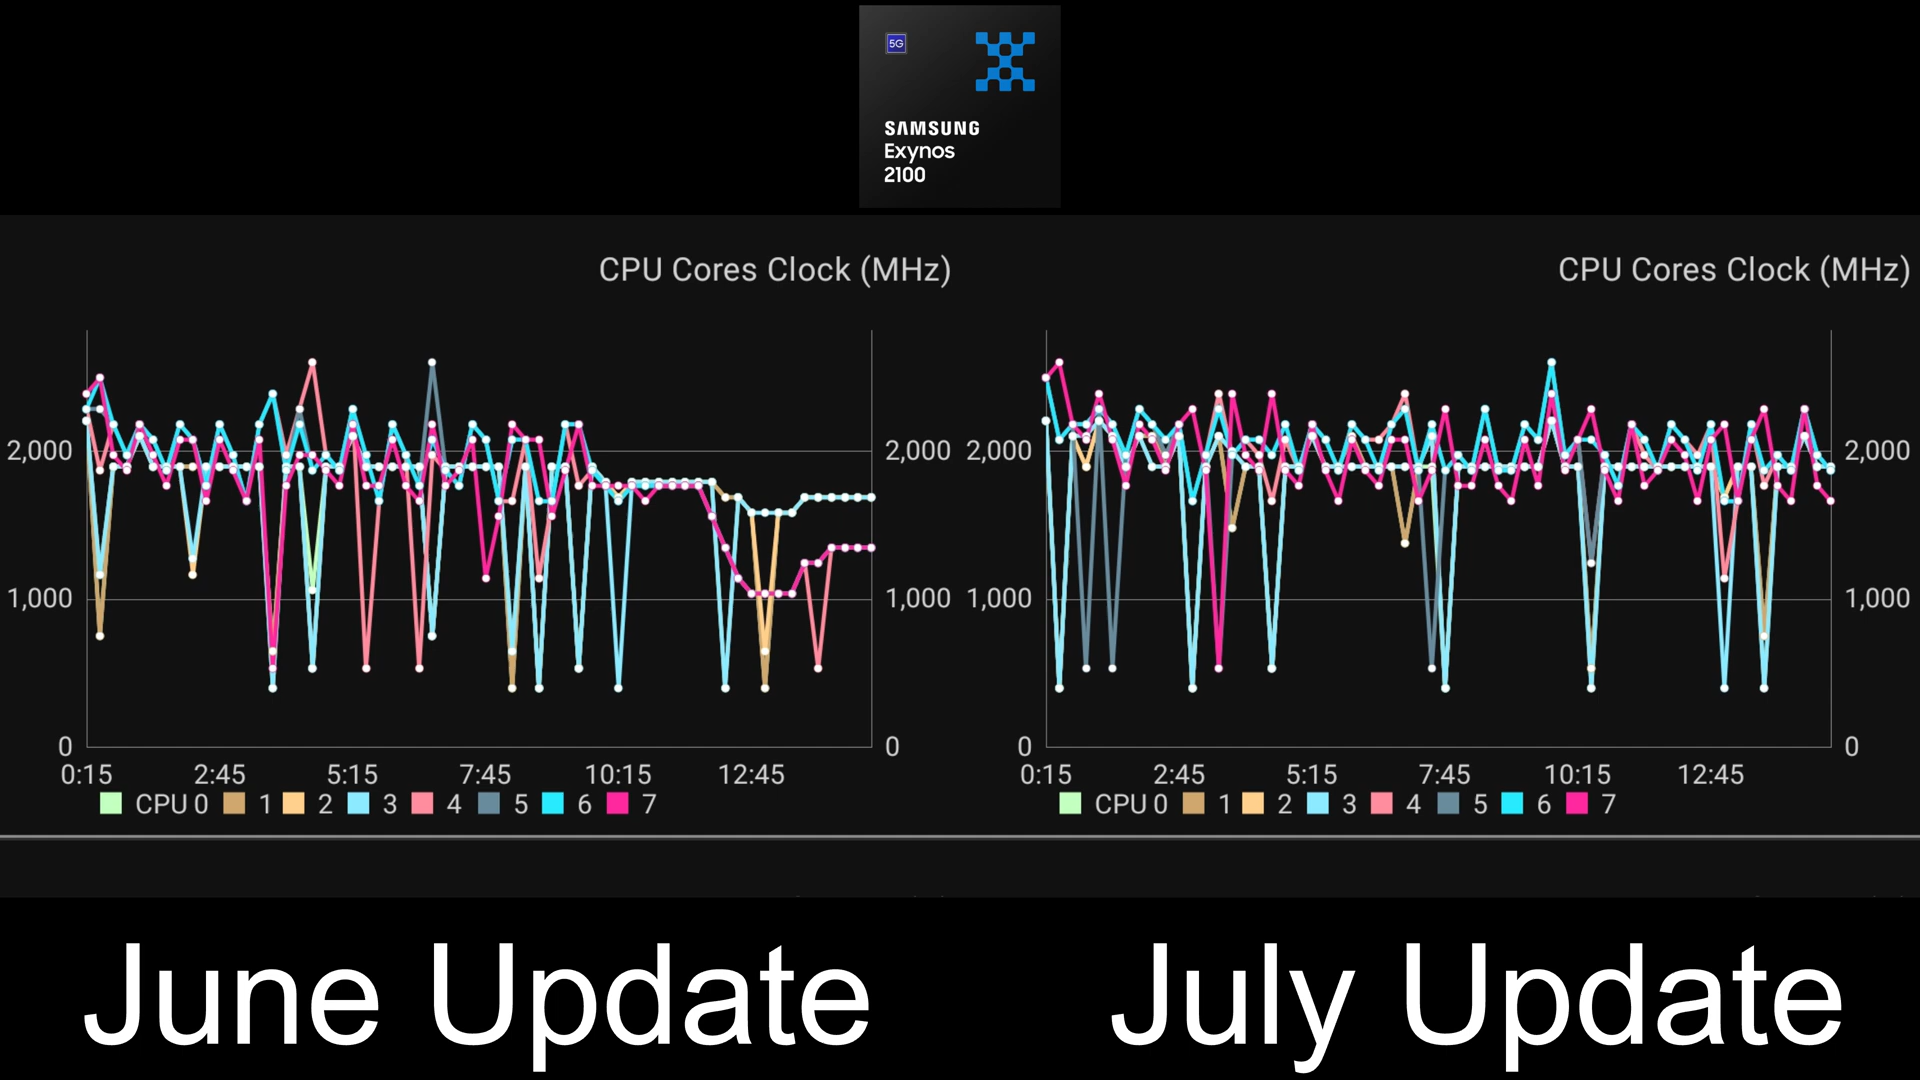 5G
SAMSUNG
Exynos
2100
CPU Cores Clock (MHz)
2,000
1,000
0
2,000
1,000
0
0:15 2:45 5:15 7:45 10:15 12:45
CPU 0 1 2 3 4 5 6 7
CPU Cores Clock (MHz)
2,000
1,000
0
2,000
1,000
0
0:15 2:45 5:15 7:45 10:15 12:45
CPU 0 1 2 3 4 5 6 7
June Update
July Update